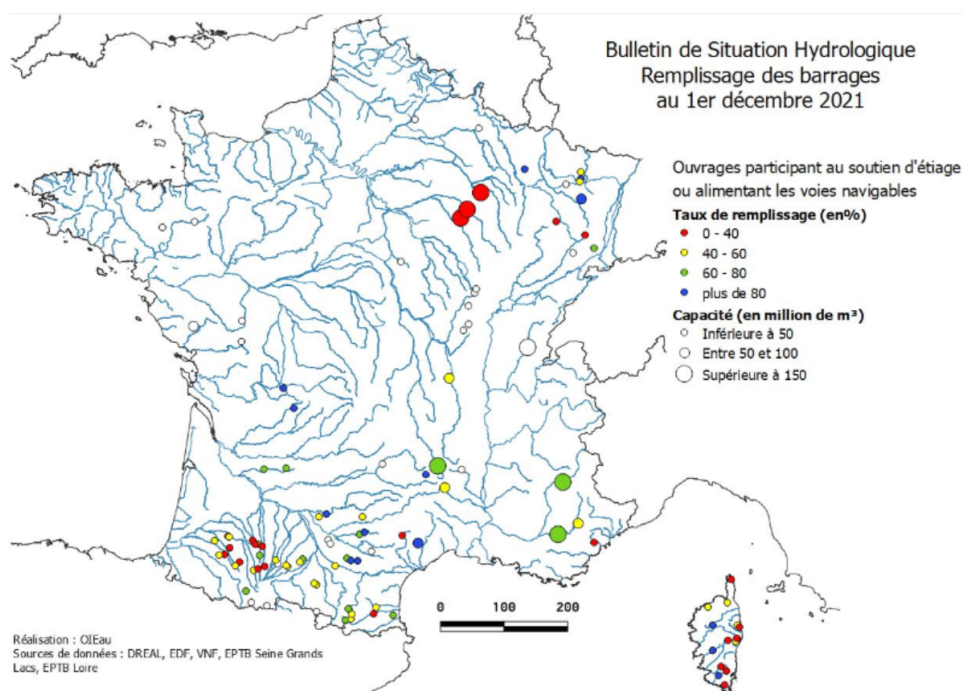 Bulletin de Situation Hydrologique
Remplissage des barrages
au 1er décembre 2021
Ouvrages participant au soutien d'étiage
ou alimentant les voies navigables
Taux de remplissage (en%)
0 - 40
40 - 60
60 - 80
plus de 80
Capacité (en million de m³)
Inférieure à 50
Entre 50 et 100
Supérieure à 150
0 100 200
Réalisation : OIEau
Sources de données : DREAL, EDF, VNF, EPTB Seine Grands
Lacs, EPTB Loire